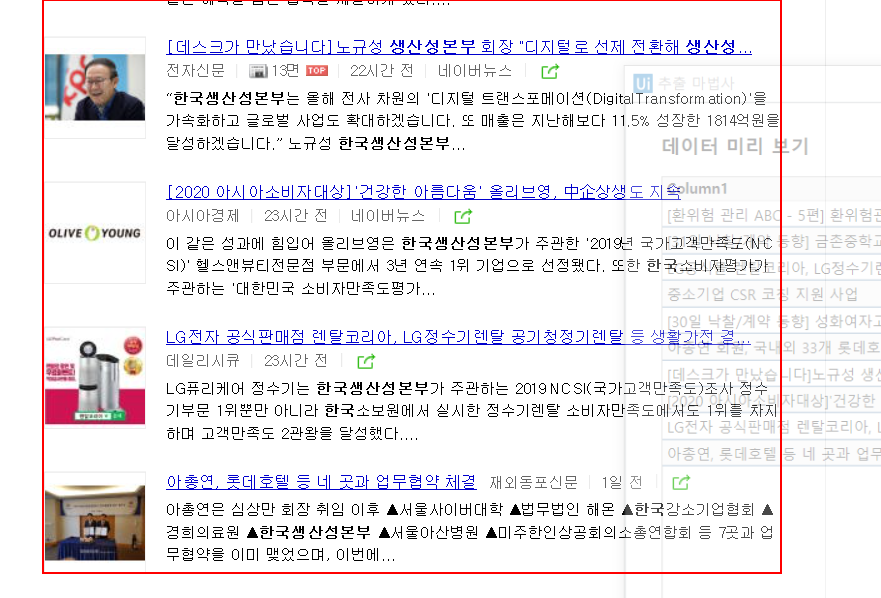 [데스크가 만났습니다]노규성 생산성본부 회장 "디지털로 선제 전환해 생산성...
전자신문 13면 TOP 22시간 전 네이버뉴스
"한국생산성본부는 올해 전사 차원의 '디지털 트랜스포메이션(DigitalTransformation)'을
가속화하고 글로벌 사업도 확대하겠습니다. 또 매출은 지난해보다 11.5% 성장한 1814억원을
달성하겠습니다." 노규성 한국생산성본부...
[2020 아시아소비자대상]'건강한 아름다움' 올리브영, 中企상생도 지속
아시아경제 23시간 전 네이버뉴스
OLIVE YOUNG
이 같은 성과에 힘입어 올리브영은 한국생산성본부가 주관한 '2019년 국가고객만족도(NC
SI)' 헬스앤뷰티전문점 부문에서 3년 연속 1위 기업으로 선정됐다. 또한 한국소비자평가가
주관하는 '대한민국 소비자만족도평가...
LG전자 공식판매점 렌탈코리아, LG정수기렌탈 공기청정기렌탈 등 생활가전 결...
데일리시큐 23시간 전
LG퓨리케어 정수기는 한국생산성본부가 주관하는 2019 NCSI(국가고객만족도)조사 정수
기부문 1위뿐만 아니라 한국소보원에서 실시한 정수기렌탈 소비자만족도에서도 1위를 차지
하며 고객만족도 2관왕을 달성했다....
아총연, 롯데호텔 등 네 곳과 업무협약 체결 재외동포신문 1일 전
아총연은 심상만 회장 취임 이후 ▲서울사이버대학 ▲법무법인 해온 ▲한국강소기업협회 ▲
경희의료원 ▲한국생산성본부 ▲서울아산병원 ▲미주한인상공회의소총연합회 등 7곳과 업
무협약을 이미 맺었으며, 이번에...
Ui 추출 마법사
데이터 미리 보기
Column1
[환위험 관리 ABC - 5편] 환위험관
동향] 금존중학교
리아, LG정수기렌
중소기업 CSR 코칭 지원 사업
[30일 낙찰/계약 동향] 성화여자고
아총연 회원, 국내외 33개 롯데호
[데스크가 만났습니다]노규성 생산
[2020 아시아소비자대상]'건강한
LG전자 공식판매점 렌탈코리아, L
아총연, 롯데호텔 등 네 곳과 업무